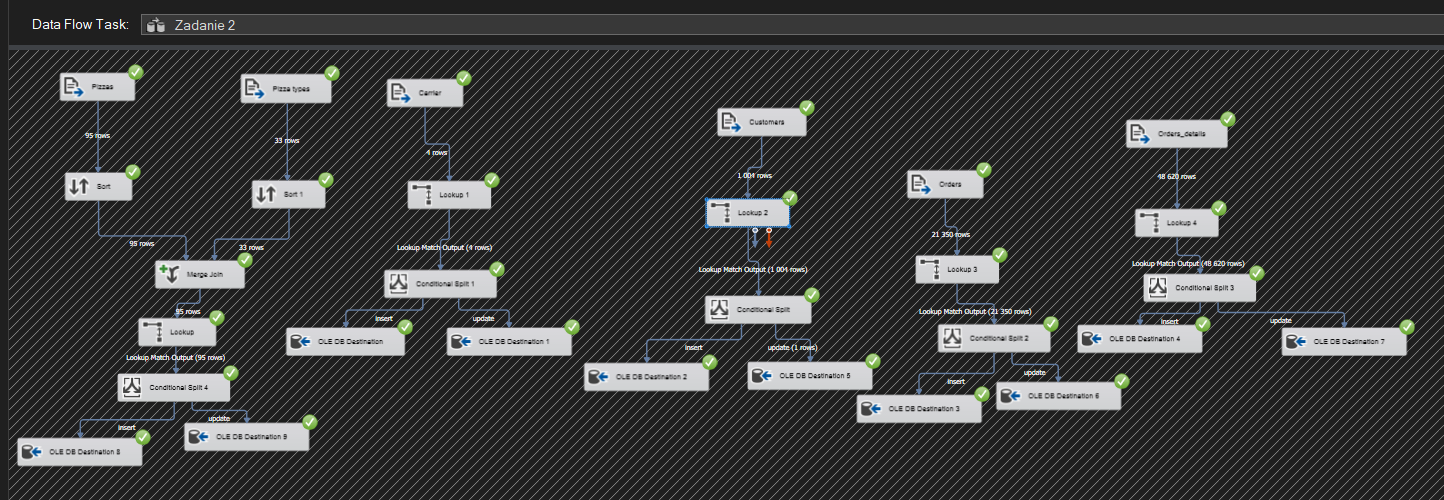 Data Flow Task:
Zadanie 2
Pizzas
95 rows
Sort
95 rows
Pizza types
33 rows
Sort 1
33 rows
Merge Join
95 rows
Lookup
Lookup Match Output (95 rows)
Conditional Split 4
insert
update
OLE DB Destination 8
OLE DB Destination 9
Carrier
4 rows
Lookup 1
Lookup Match Output (4 rows)
Conditional Split 1
insert
update
OLE DB Destination
OLE DB Destination 1
Customers
1 004 rows
Lookup 2
Lookup Match Output (1 004 rows)
Conditional Split
insert
update (1 rows)
OLE DB Destination 2
OLE DB Destination 5
Orders
21 350 rows
Lookup 3
Lookup Match Output (21 350 rows)
Conditional Split 2
insert
update
OLE DB Destination 3
OLE DB Destination 6
Orders_details
48 620 rows
Lookup 4
Lookup Match Output (48 620 rows)
Conditional Split 3
insert
update
OLE DB Destination 4
OLE DB Destination 7